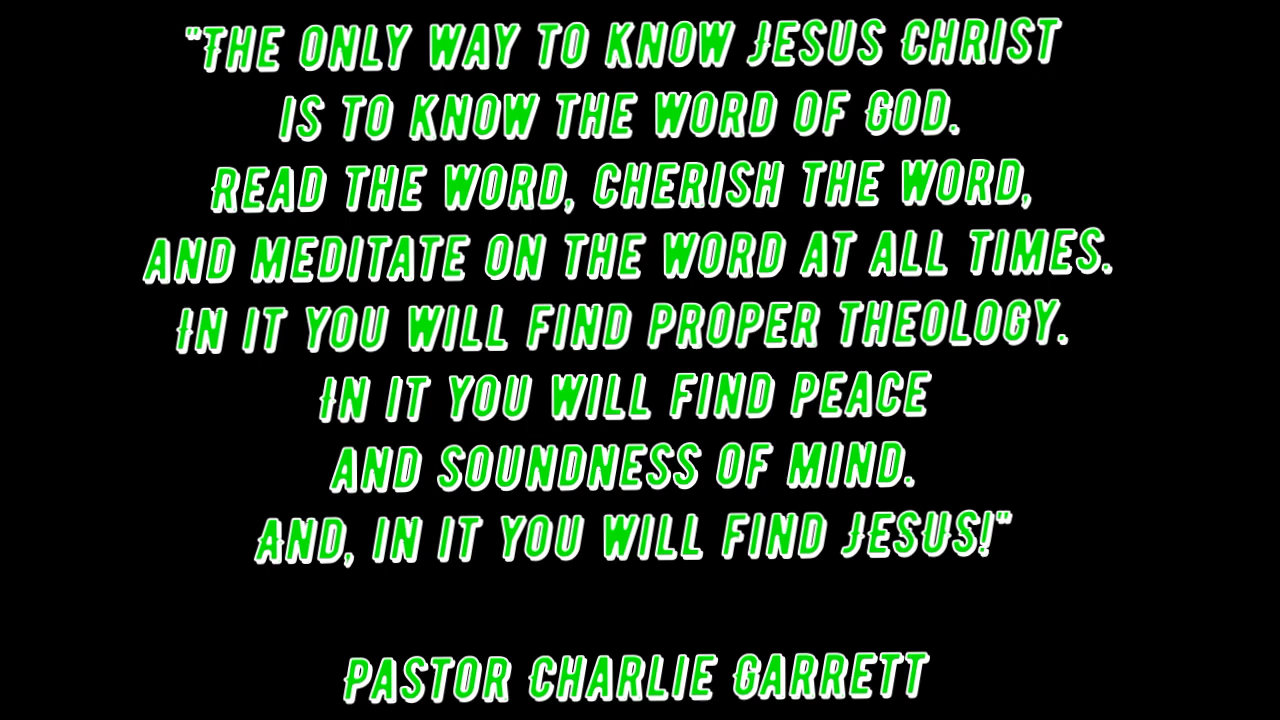 "The only way to know Jesus Christ
is to know the word of God.
Read the word, cherish the word,
and meditate on the word at all times.
In it you will find proper theology.
In it you will find peace
and soundness of mind.
And, in it you will find Jesus!"
Pastor Charlie Garrett